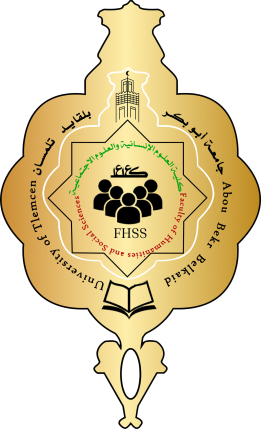 جامعة أبو بكر بلقايد تلمسان
كلية العلوم الإنسانية والعلوم الاجتماعية
FHSS
Faculty of Humanities and Social Sciences
University of Tlemcen
Abou Bekr Belkaid